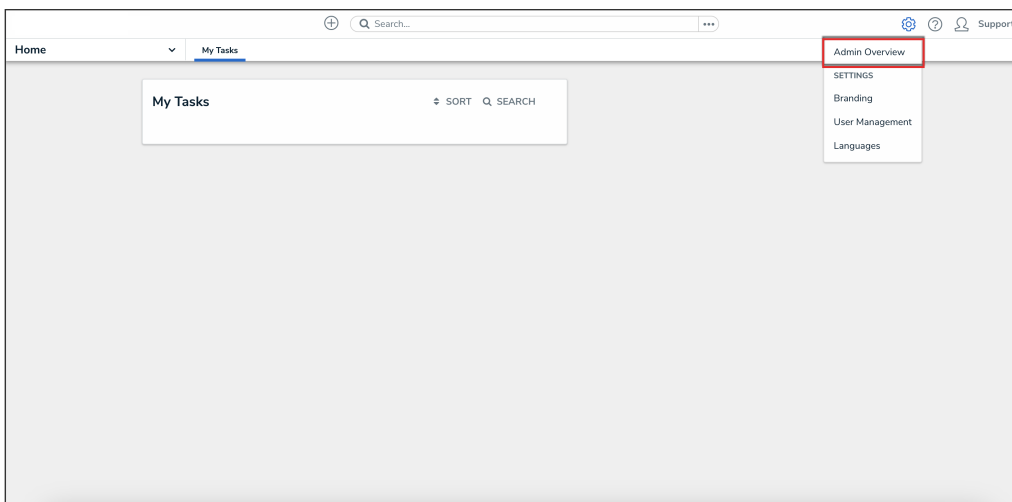 Search...
Support
Home
My Tasks
Admin Overview
SETTINGS
Branding
User Management
Languages
My Tasks
SORT
SEARCH